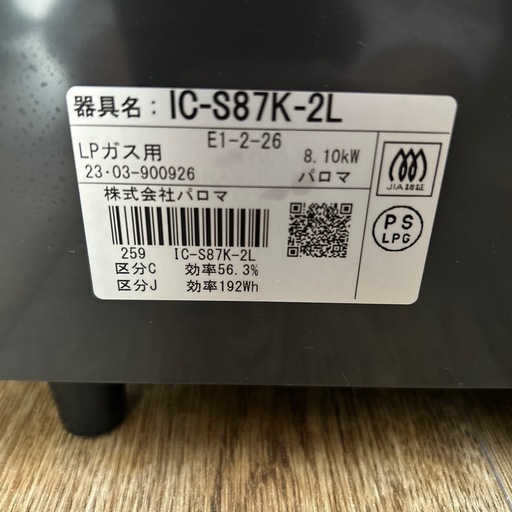 器具名：IC-S87K-2L
E1-2-26
LPガス用 8.10kW
23・03-900926 パロマ
株式会社パロマ
259 IC-S87K-2L
区分C 効率56.3%
区分J 効率192Wh
JIA認証
PS
LPG